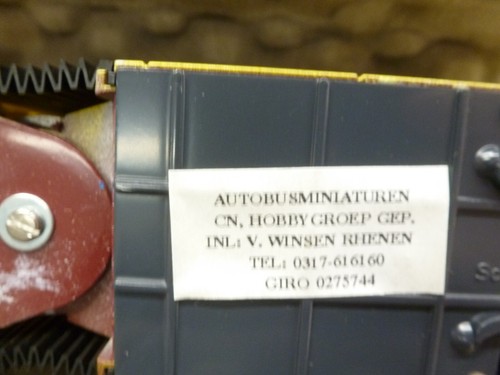 AUTOBUSMINIATUREN
CN, HOBBYGROEP GEP.
INL: V. WINSEN RHENEN
TEL: 0317-616160
GIRO 0275744